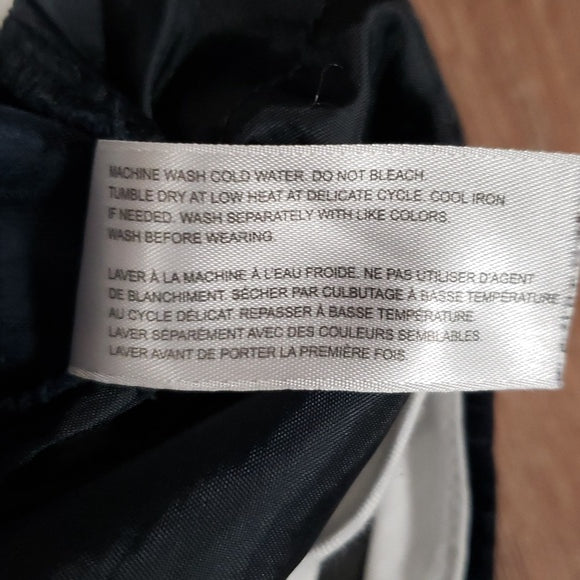 MACHINE WASH COLD WATER. DO NOT BLEACH.
TUMBLE DRY AT LOW HEAT AT DELICATE CYCLE. COOL IRON
IF NEEDED. WASH SEPARATELY WITH LIKE COLORS.
WASH BEFORE WEARING.
LAVER À LA MACHINE À L'EAU FROIDE. NE PAS UTILISER D'AGENT
DE BLANCHIMENT. SÉCHER PAR CULBUTAGE À BASSE TEMPÉRATURE
AU CYCLE DÉLICAT. REPASSER À BASSE TEMPÉRATURE.
LAVER SÉPARÉMENT AVEC DES COULEURS SEMBLABLES.
LAVER AVANT DE PORTER LA PREMIÈRE FOIS.